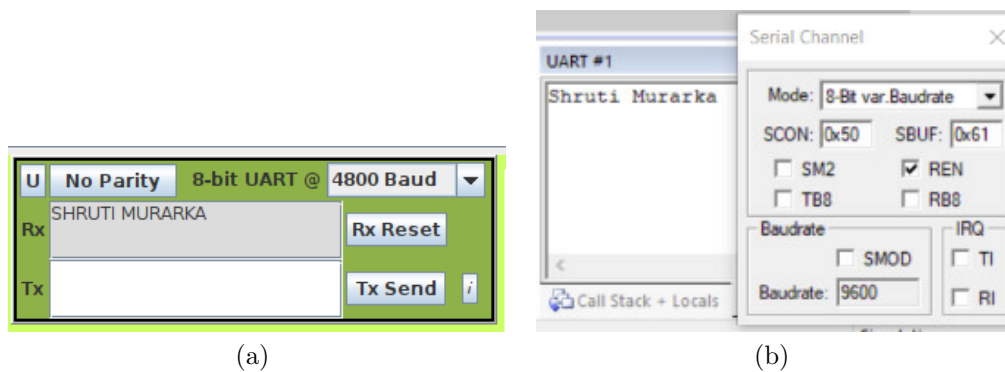 U No Parity 8-bit UART @ 4800 Baud
Rx SHRUTI MURARKA Rx Reset
Tx Tx Send i
(a)
UART #1
Shruti Murarka
Call Stack + Locals
Serial Channel
Mode: 8-Bit var.Baudrate
SCON: 0x50 SBUF: 0x61
SM2 REN
TB8 RB8
Baudrate IRQ
SMOD TI
Baudrate: 9600 RI
(b)